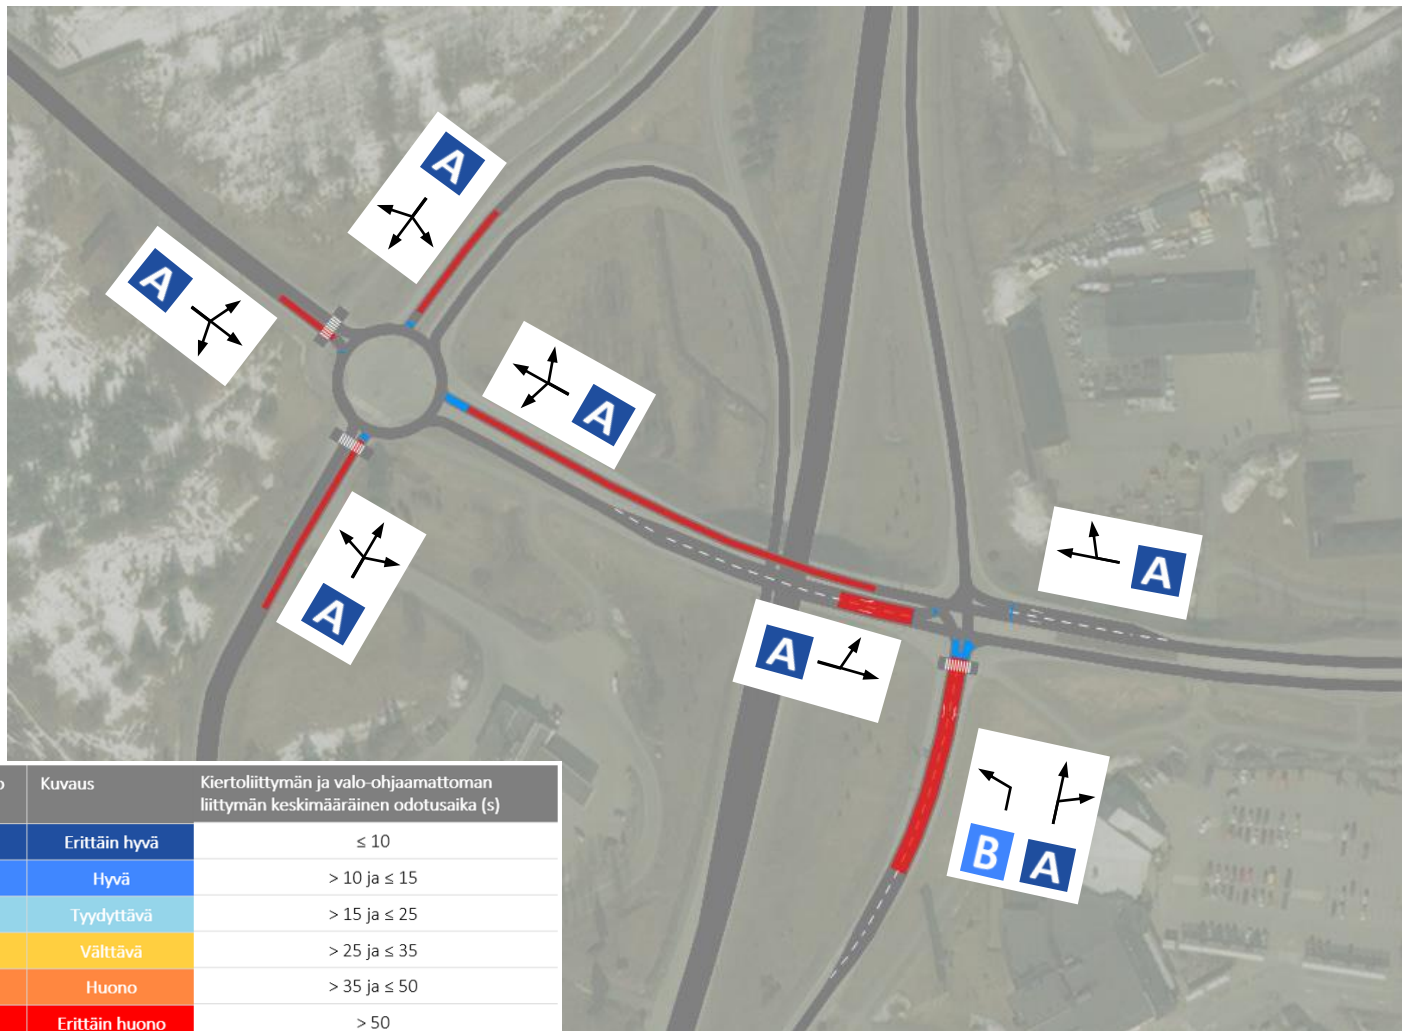 A
A
A
A
A
A
B A
o Kuvaus Kiertoliittymän ja valo-ohjaamattoman
liittymän keskimääräinen odotusaika (s)
Erittäin hyvä ≤ 10
Hyvä > 10 ja ≤ 15
Tyydyttävä > 15 ja ≤ 25
Välttävä > 25 ja ≤ 35
Huono > 35 ja ≤ 50
Erittäin huono > 50